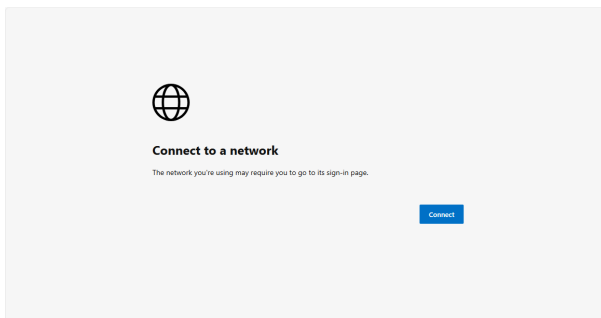 Connect to a network
The network you're using may require you to go to its sign-in page.
Connect